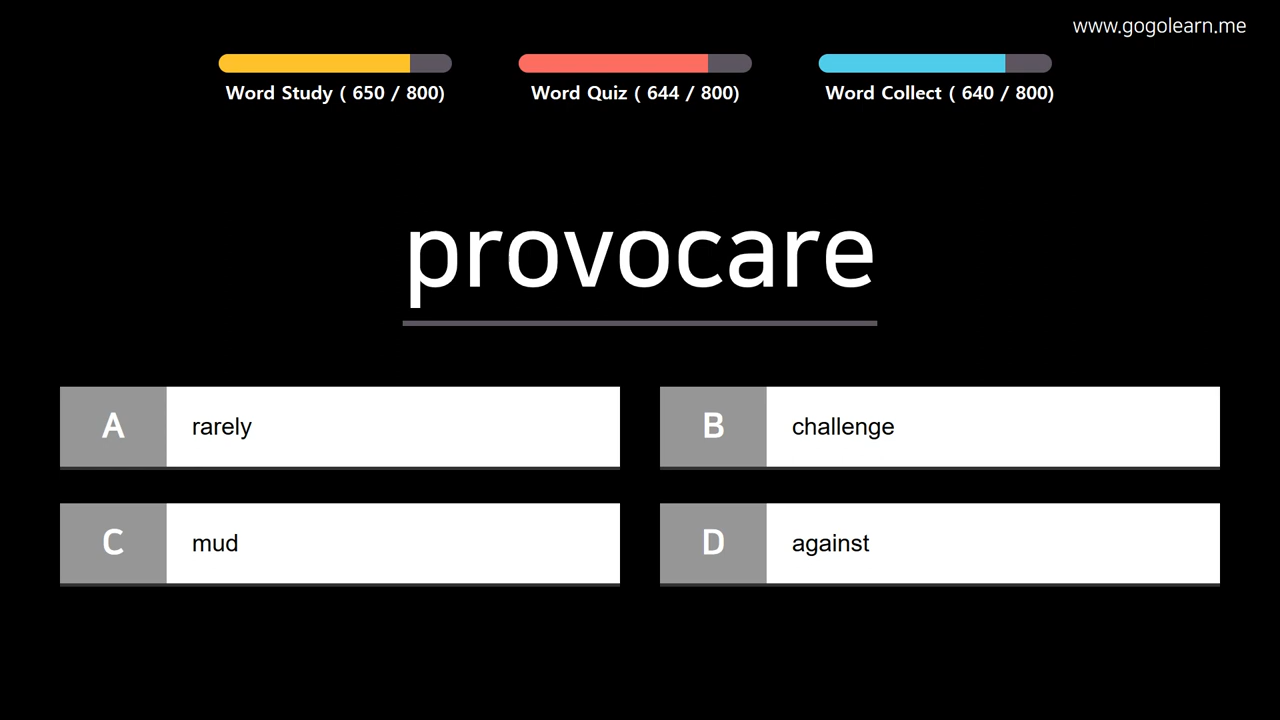 www.gogolearn.me
Word Study ( 650 / 800)
Word Quiz ( 644 / 800)
Word Collect ( 640 / 800)
provocare
A rarely
B challenge
C mud
D against